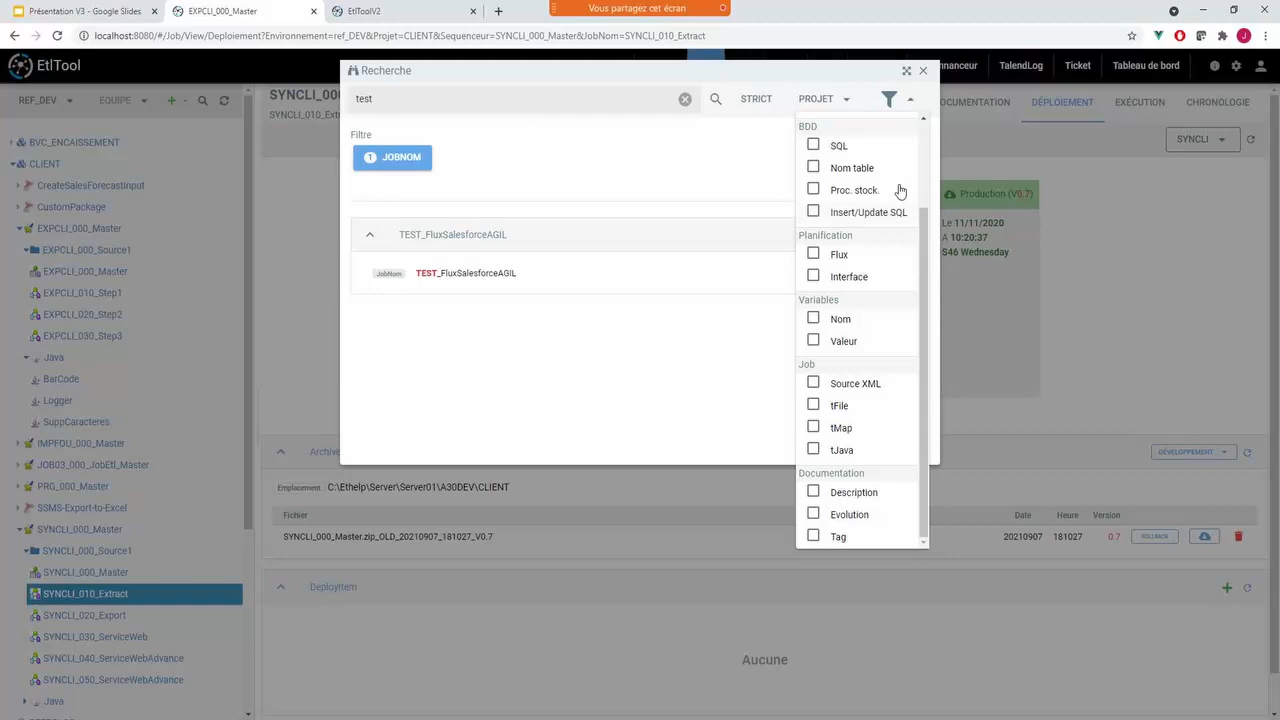 Présentation V3 - Google Slides
EXPCLI_000_Master
EtlToolV2
Vous partagez cet écran
localhost:8080/#/Job/View/Deploiement?Environnement=ref_DEV&Projet=CLIENT&Sequenceur=SYNCLI_000_Master&JobNom=SYNCLI_010_Extract
EtlTool
nnanceur
TalendLog
Ticket
Tableau de bord
REF_DEV
EQUIPE
SYNCLI_00
SYNCLI_010_Ext
OCUMENTATION
DÉPLOIEMENT
EXÉCUTION
CHRONOLOGIE
SYNCLI
Recherche
test
STRICT
PROJET
Filtre
1 JOBNOM
TEST_FluxSalesforceAGIL
JobNom TEST_FluxSalesforceAGIL
BDD
SQL
Nom table
Proc. stock.
Insert/Update SQL
Planification
Flux
Interface
Variables
Nom
Valeur
Job
Source XML
tFile
tMap
tJava
Documentation
Description
Evolution
Tag
Production (V0.7)
Le 11/11/2020
A 10:20:37
S46 Wednesday
BVC_ENCAISSEMENT
CLIENT
CreateSalesForecastInput
CustomPackage
EXPCLI_000_Master
EXPCLI_000_Source1
EXPCLI_000_Master
EXPCLI_010_Step1
EXPCLI_020_Step2
EXPCLI_030_Step3
Java
BarCode
Logger
SuppCaracteres
IMPFOU_000_Master
JOB03_000_JobEtl_Master
PRG_000_Master
SSMS-Export-to-Excel
SYNCLI_000_Master
SYNCLI_000_Source1
SYNCLI_000_Master
SYNCLI_010_Extract
SYNCLI_020_Export
SYNCLI_030_ServiceWeb
SYNCLI_040_ServiceWebAdvance
SYNCLI_050_ServiceWebAdvance
Java
Archive
DÉVELOPPEMENT
Emplacement C:\Ethelp\Server\Server01\A30DEV\CLIENT
Fichier Date Heure Version
SYNCLI_000_Master.zip_OLD_20210907_181027_V0.7 20210907 181027 0.7 ROLLBACK
DeployItem
Aucune